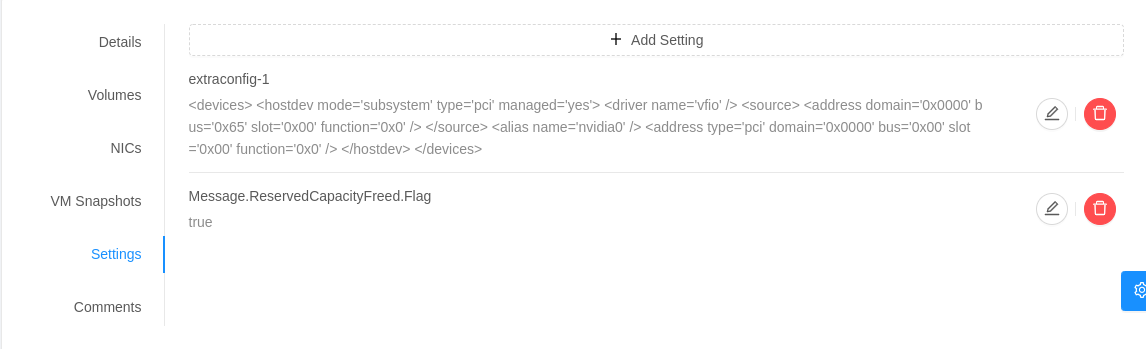 Details
Volumes
NICs
VM Snapshots
Settings
Comments
Add Setting
extraconfig-1
<devices> <hostdev mode='subsystem' type='pci' managed='yes'> <driver name='vfio' /> <source> <address domain='0x0000' b
us='0x65' slot='0x00' function='0x0' /> </source> <alias name='nvidia0' /> <address type='pci' domain='0x0000' bus='0x00' slot
='0x00' function='0x0' /> </hostdev> </devices>
Message.ReservedCapacityFreed.Flag
true